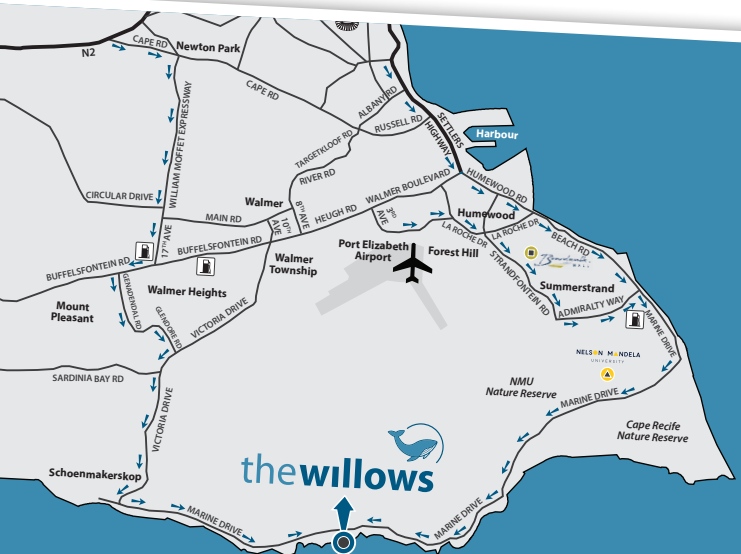 CAPE RD
Newton Park
N2
CAPE RD
ALBANY RD
RUSSELL RD
SETTLERS
HIGHWAY
Harbour
WILLIAM MOFFET EXPRESSWAY
TARGETKLOOF RD
RIVER RD
WALMER BOULEVARD
HUMEWOOD RD
CIRCULAR DRIVE
Walmer
8TH AVE
10TH
AVE
MAIN RD
HEUGH RD
3RD
AVE
Humewood
LA ROCHE DR
LA ROCHE DR
BEACH RD
17TH AVE
BUFFELSFONTEIN RD
BUFFELSFONTEIN RD
Port Elizabeth
Airport
Forest Hill
Walmer
Township
STRANDFONTEIN RD
Summerstrand
Walmer Heights
GENADENDAL RD
Mount
Pleasant
GLENDORE RD
VICTORIA DRIVE
ADMIRALTY WAY
MARINE DRIVE
NELSON MANDELA
UNIVERSITY
SARDINIA BAY RD
NMU
Nature Reserve
MARINE DRIVE
VICTORIA DRIVE
Cape Recife
Nature Reserve
thewillows
Schoenmakerskop
MARINE DRIVE
MARINE DRIVE